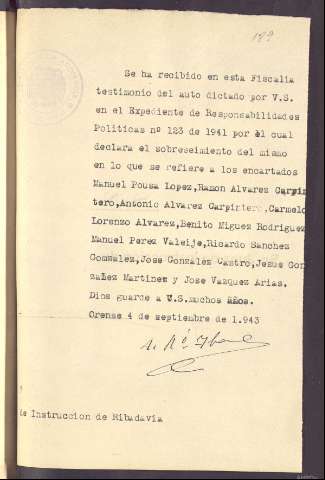 Se ha recibido en esta Fiscalia
testimonio del auto dictado por V.S.
en el Expediente de Responsabilidades
Politicas nº 123 de 1941 por el cual
declara el sobreseimiento del mismo
en lo que se refiere a los encartados
Manuel Pousa Lopez,Ramon Alvarez Carpin
tero,Antonio Alvarez Carpintero,Carmelo
Lorenzo Alvarez,Benito Miguez Rodriguez
Manuel Perez Valeije,Ricardo Sanchez
Gonzalez,Jose Gonzalez Castro,Jesus Gon
zalez Martinez y Jose Vazquez Arias.
Dios guarce a V.S.muchos años.
Orense 4 de septiembre de 1.943
de Instruccion de Ribadavia